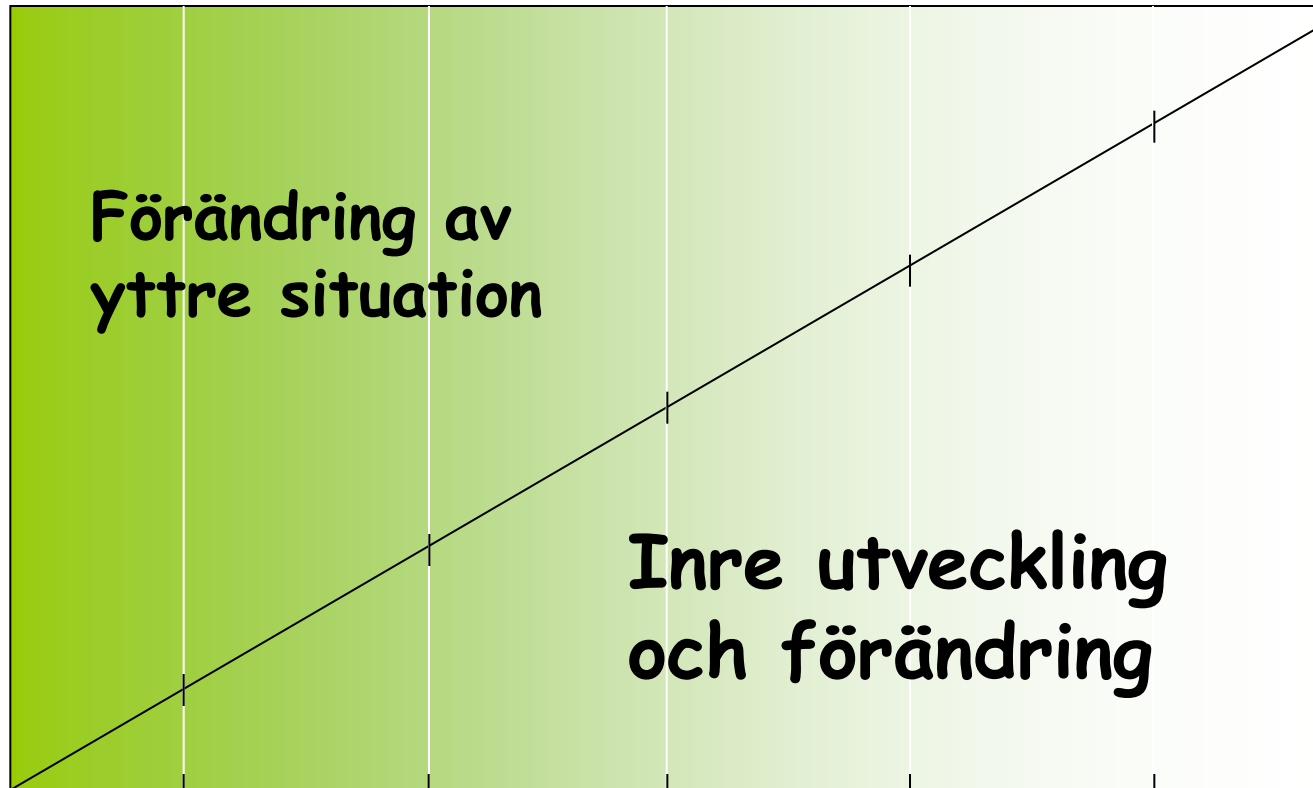 Förändring av
yttre situation
Inre utveckling
och förändring